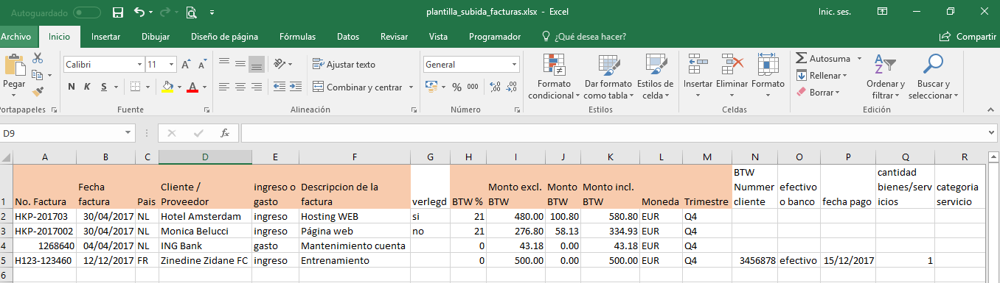 Autoguardado
plantilla_subida_facturas.xlsx - Excel
Inic. ses.
Archivo Inicio Insertar Dibujar Diseño de página Fórmulas Datos Revisar Vista Programador ¿Qué desea hacer? Compartir
Pegar
Calibri 11
N K S
Ajustar texto
Combinar y centrar
General
% 000
Formato condicional
Dar formato como tabla
Estilos de celda
Insertar Eliminar Formato
Autosuma
Rellenar
Borrar
Ordenar y filtrar
Buscar y seleccionar
Portapapeles Fuente Alineación Número Estilos Celdas Edición
D9 fx
A B C D E F G H I J K L M N O P Q R
1 No. Factura Fecha factura Pais Cliente / Proveedor ingreso o gasto Descripcion de la factura verlegd BTW % Monto excl. BTW Monto BTW Monto incl. BTW Moneda Trimestre BTW Nummer cliente efectivo o banco fecha pago cantidad bienes/servicios categoria servicio
2 HKP-201703 30/04/2017 NL Hotel Amsterdam ingreso Hosting WEB si 21 480.00 100.80 580.80 EUR Q4
3 HKP-2017002 30/04/2017 NL Monica Belucci ingreso Página web no 21 276.80 58.13 334.93 EUR Q4
4 1268640 04/04/2017 NL ING Bank gasto Mantenimiento cuenta 0 43.18 0.00 43.18 EUR Q4
5 H123-123460 12/12/2017 FR Zinedine Zidane FC ingreso Entrenamiento 0 500.00 0.00 500.00 EUR Q4 3456878 efectivo 15/12/2017 1
6